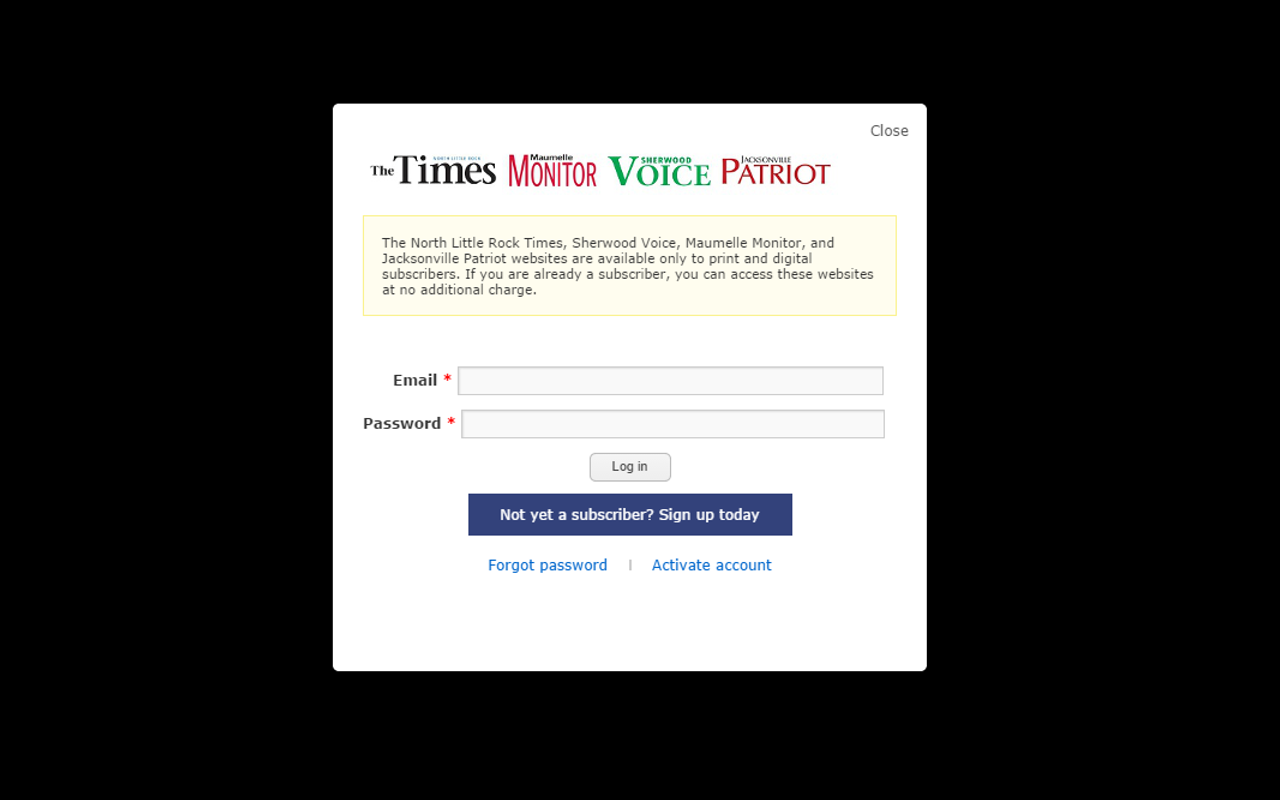 Close
The Times NORTH LITTLE ROCK Maumelle MONITOR SHERWOOD VOICE JACKSONVILLE PATRIOT
The North Little Rock Times, Sherwood Voice, Maumelle Monitor, and
Jacksonville Patriot websites are available only to print and digital
subscribers. If you are already a subscriber, you can access these websites
at no additional charge.
Email *
Password *
Log in
Not yet a subscriber? Sign up today
Forgot password | Activate account